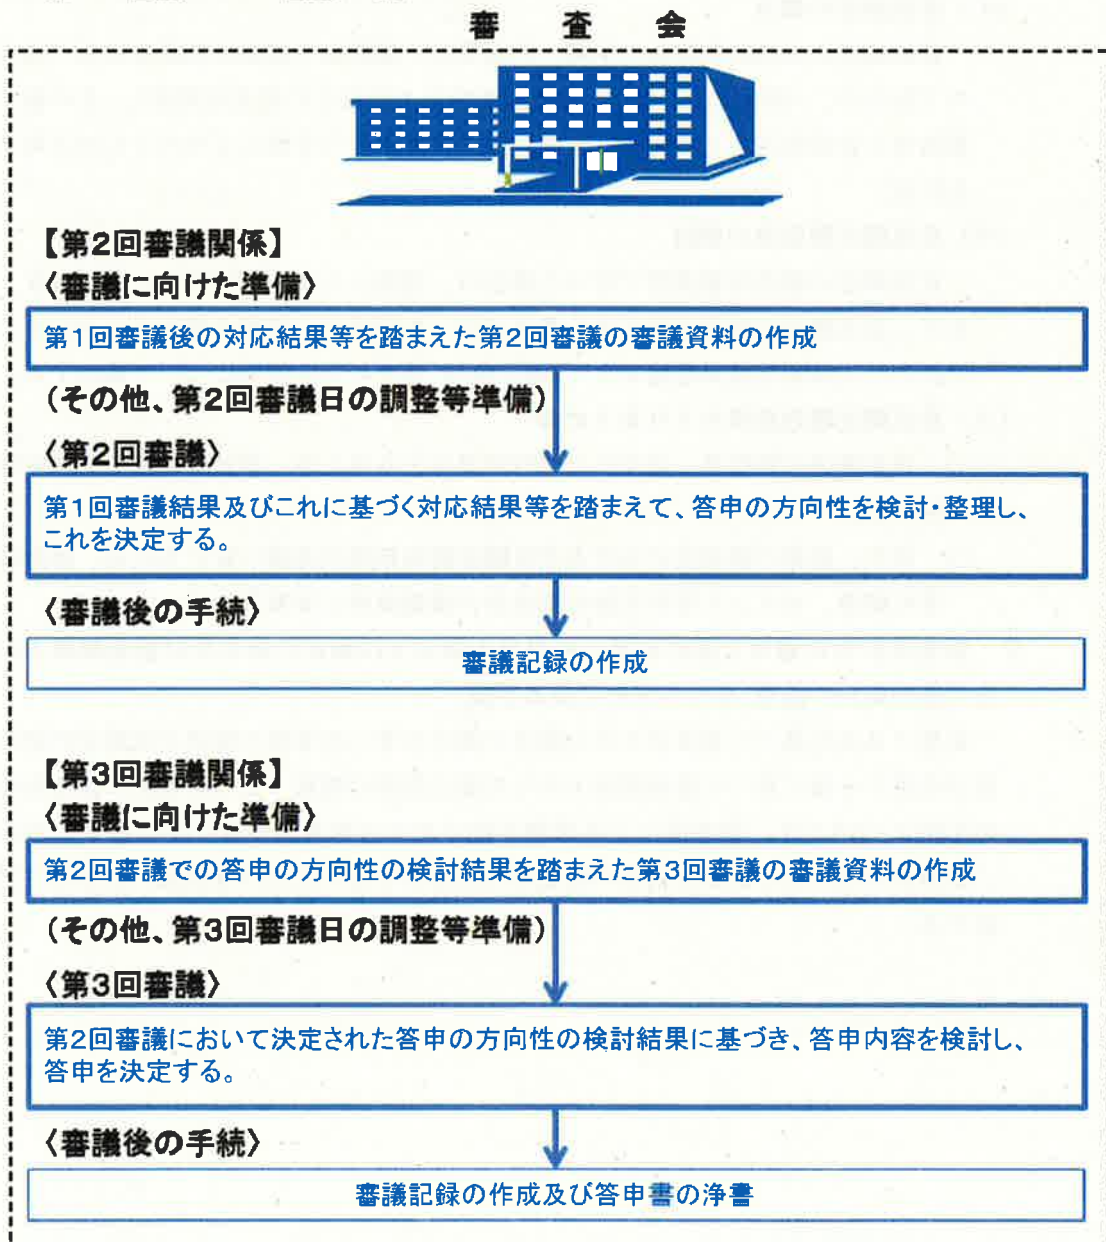 審　査　会
【第2回審議関係】
〈審議に向けた準備〉
第1回審議後の対応結果等を踏まえた第2回審議の審議資料の作成
(その他、第2回審議日の調整等準備)
〈第2回審議〉
第1回審議結果及びこれに基づく対応結果等を踏まえて、答申の方向性を検討・整理し、
これを決定する。
〈審議後の手続〉
審議記録の作成
【第3回審議関係】
〈審議に向けた準備〉
第2回審議での答申の方向性の検討結果を踏まえた第3回審議の審議資料の作成
(その他、第3回審議日の調整等準備)
〈第3回審議〉
第2回審議において決定された答申の方向性の検討結果に基づき、答申内容を検討し、
答申を決定する。
〈審議後の手続〉
審議記録の作成及び答申書の浄書